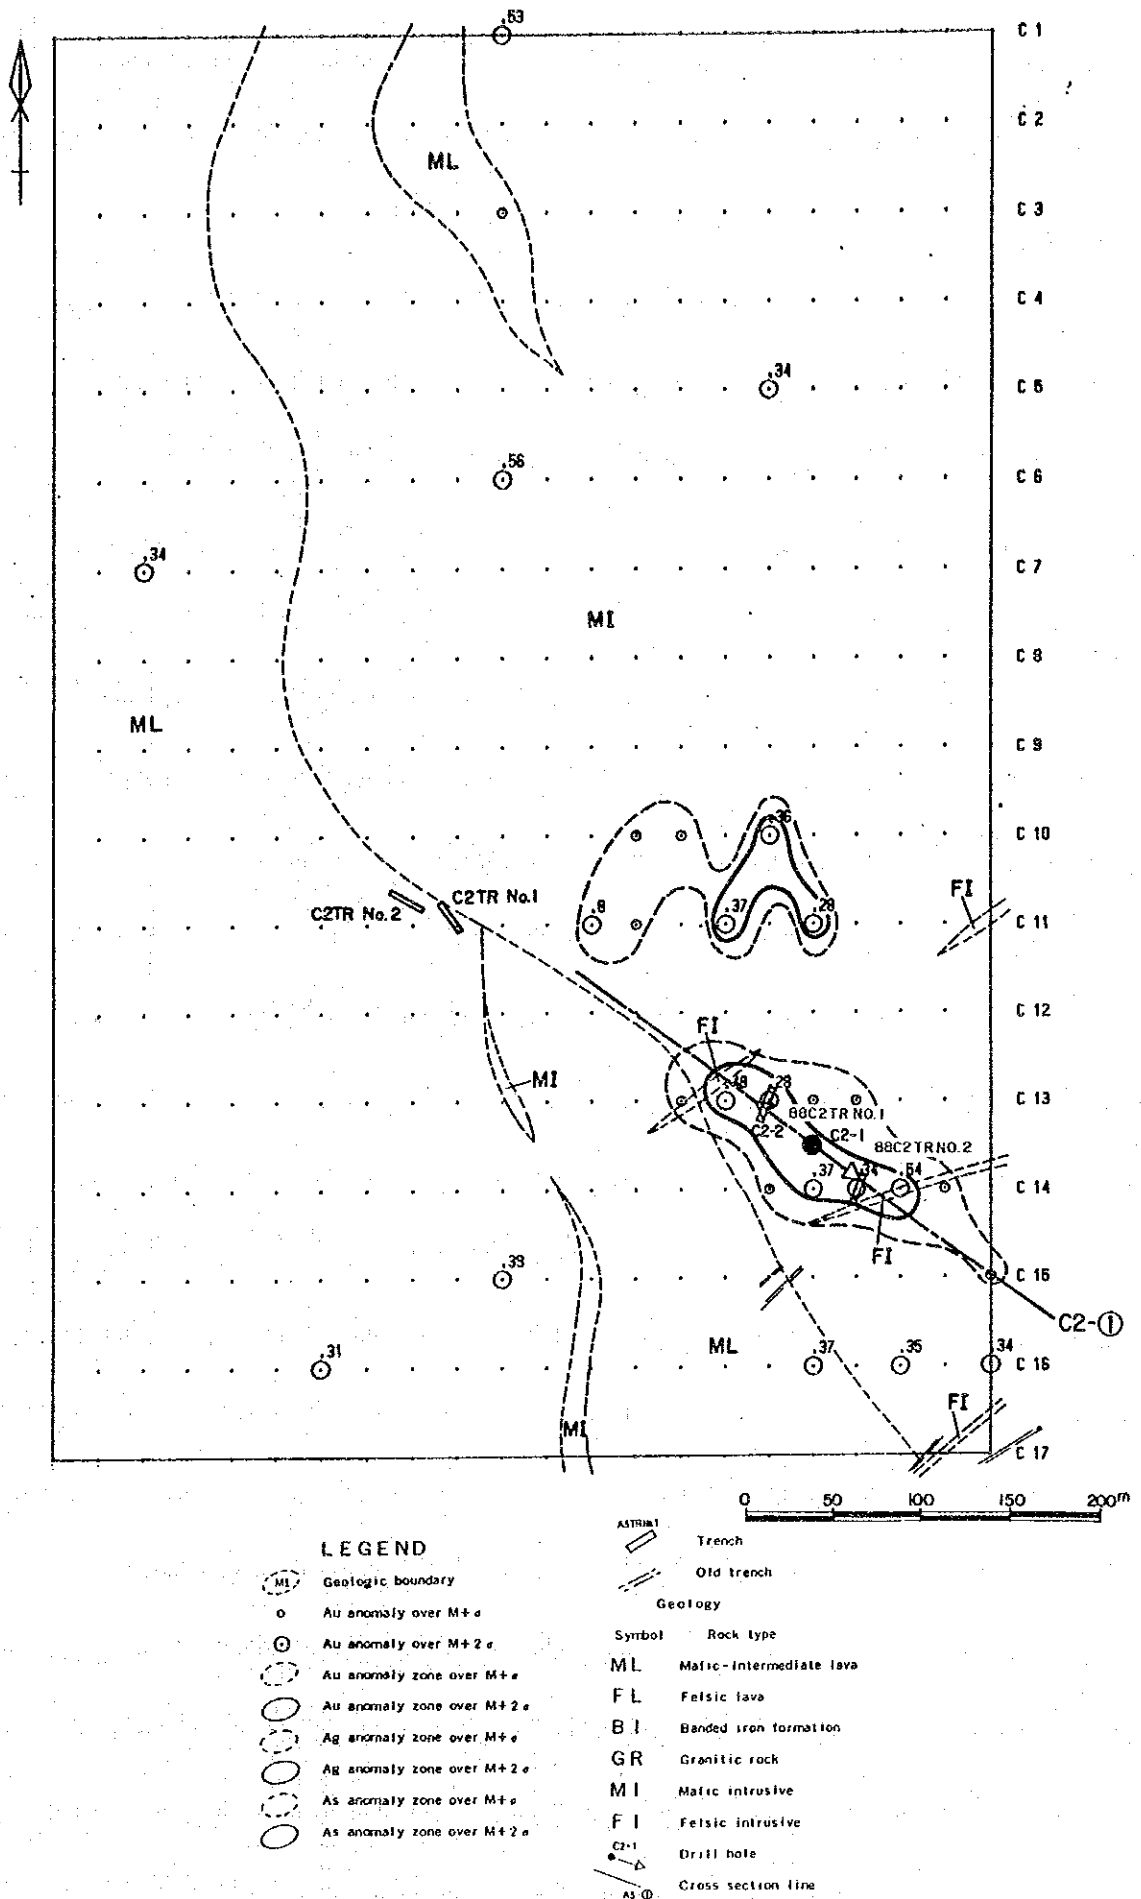 .53
C 1
C 2
ML
C 3
C 4
.34
C 5
.56
C 6
.34
C 7
MI
C 8
ML
C 9
.36
C 10
C2TR No.2
C2TR No.1
.37
.28
FI
C 11
C 12
FI
MI
.38
.28
C 13
88C2TR NO.1
C2-2
C2-1
88C2TR NO.2
.37
.34
.54
C 14
FI
.33
C 15
C2-①
ML
.31
.37
.35
.34
C 16
MI
FI
C 17
0 50 100 150 200m
LEGEND
MI Geologic boundary
Au anomaly over M+σ
Au anomaly over M+2σ
Au anomaly zone over M+σ
Au anomaly zone over M+2σ
Ag anomaly zone over M+σ
Ag anomaly zone over M+2σ
As anomaly zone over M+σ
As anomaly zone over M+2σ
Trench
Old trench
Geology
Symbol Rock type
ML Mafic-intermediate lava
FL Felsic lava
BI Banded iron formation
GR Granitic rock
MI Mafic intrusive
FI Felsic intrusive
C2-1
Drill hole
Cross section line
A5-①